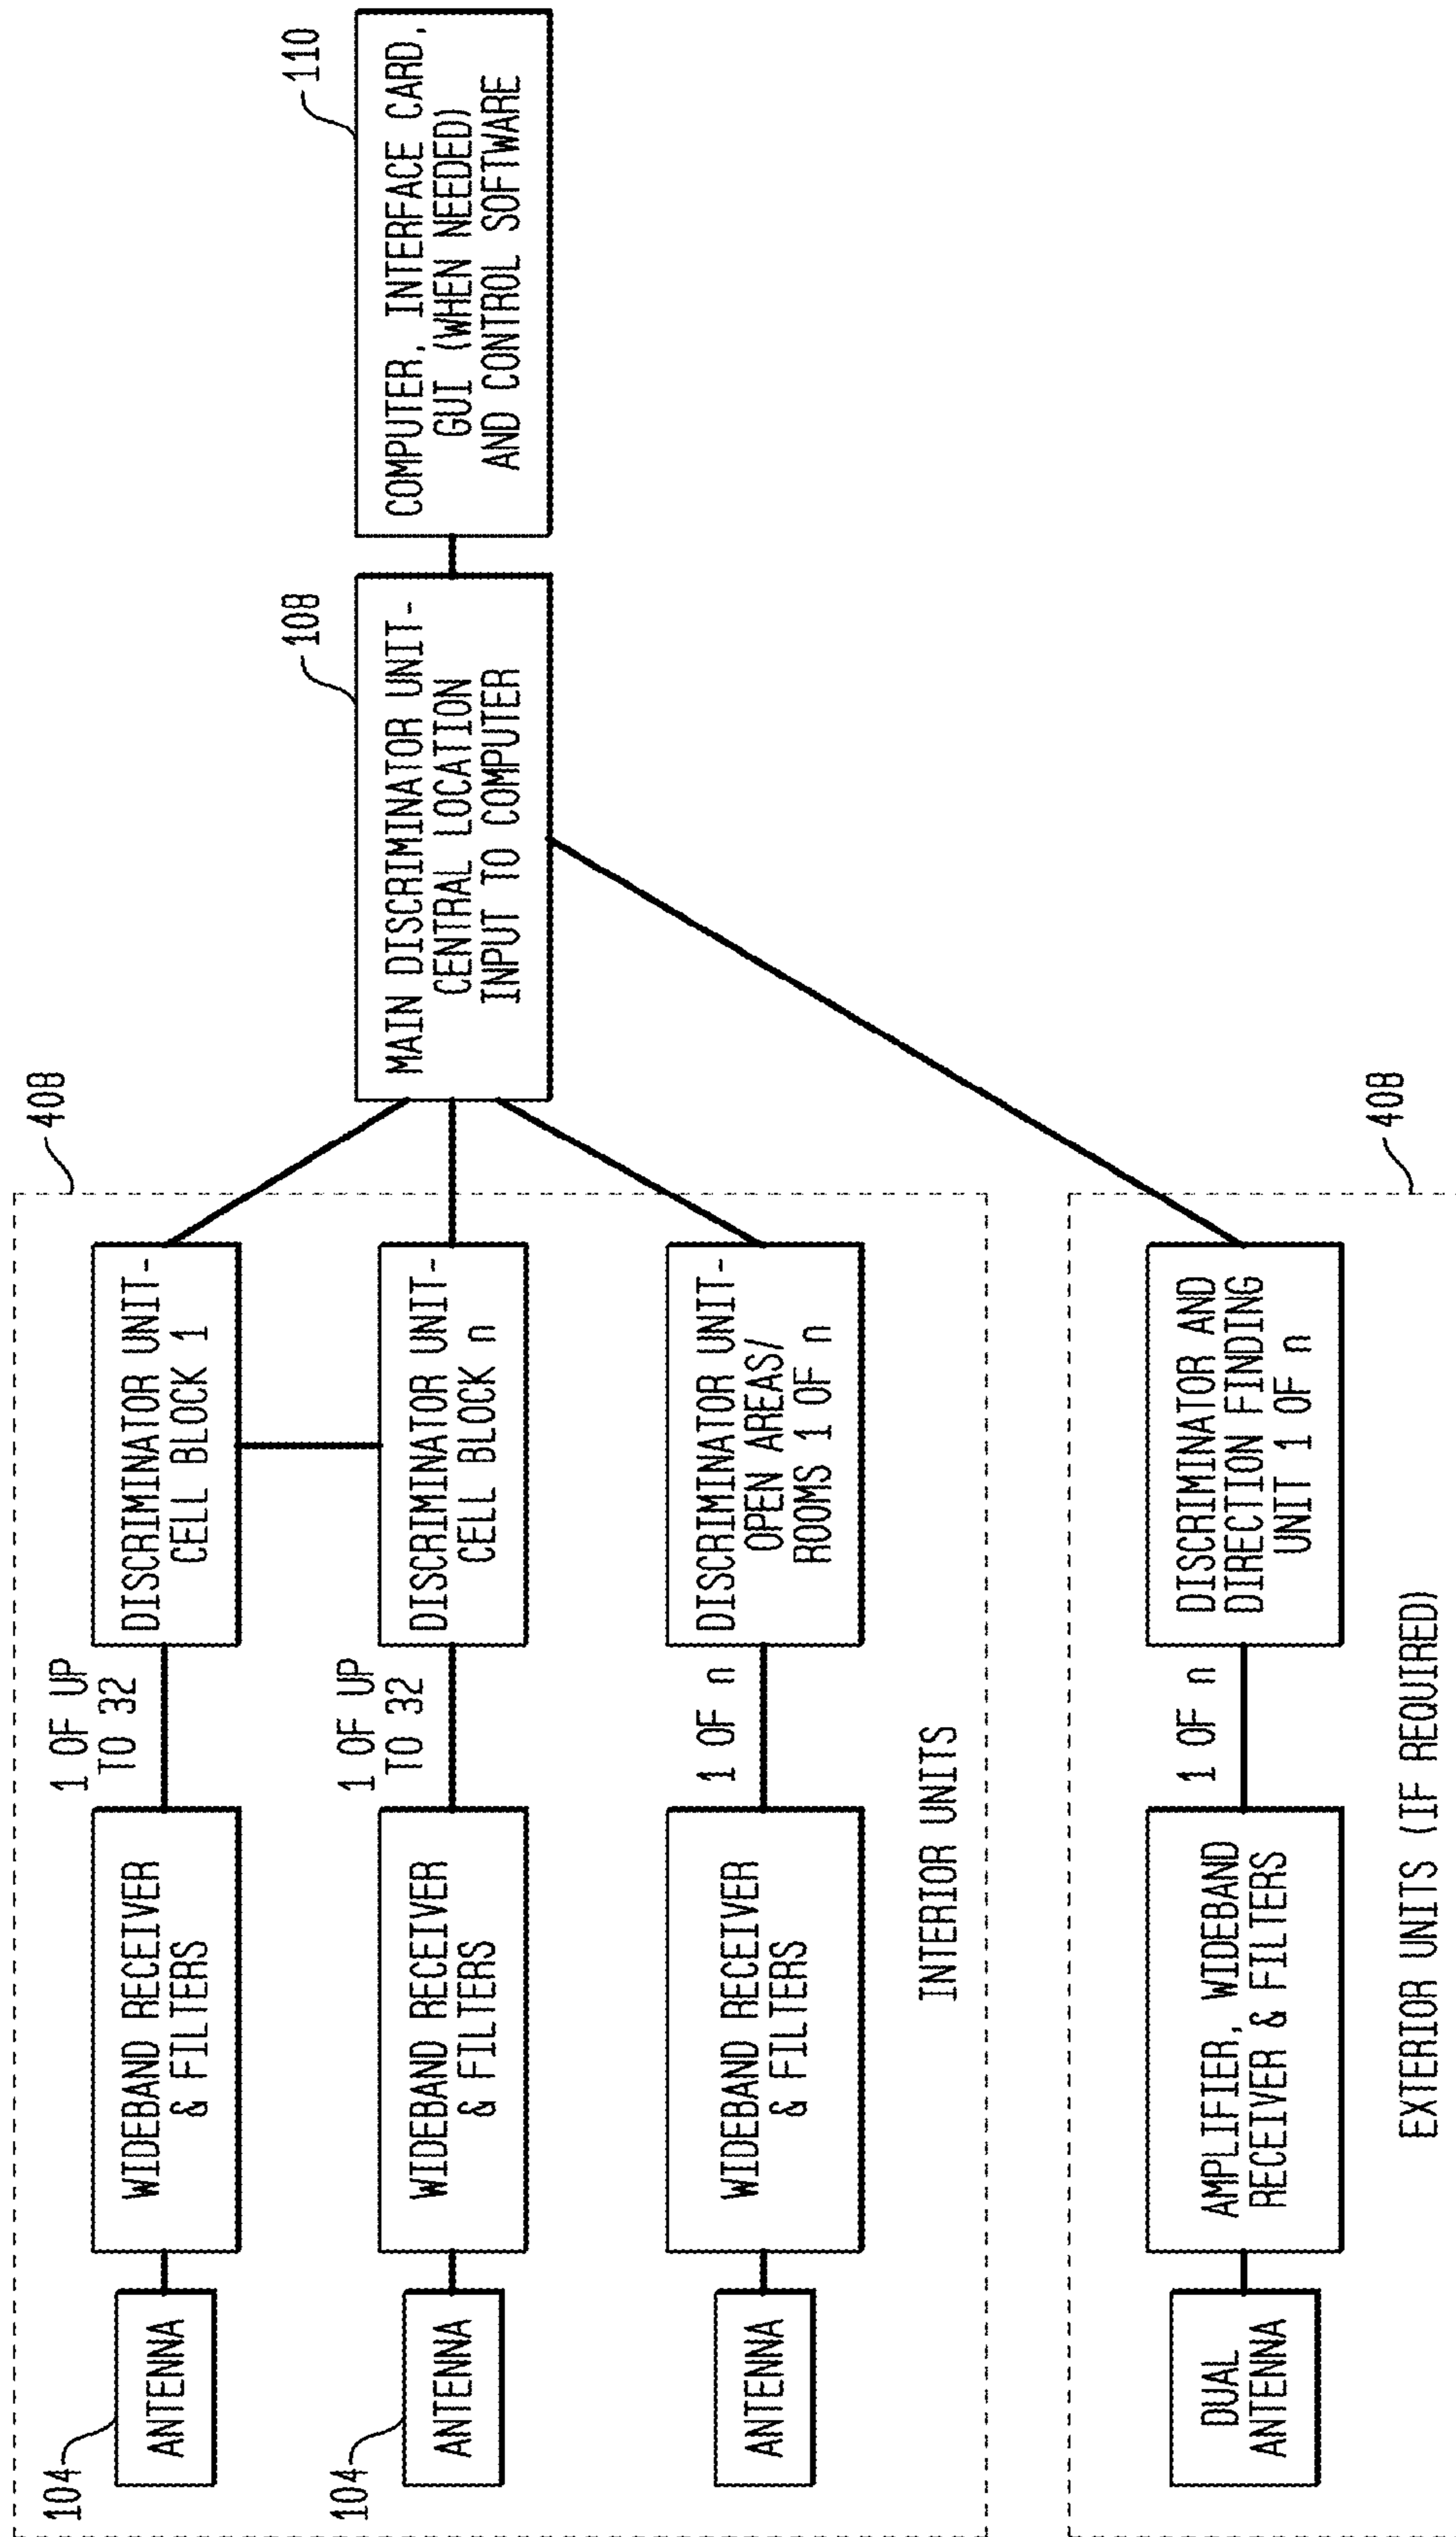 104
ANTENNA
WIDEBAND RECEIVER
& FILTERS
1 OF UP
TO 32
DISCRIMINATOR UNIT-
CELL BLOCK 1
408
104
ANTENNA
WIDEBAND RECEIVER
& FILTERS
1 OF UP
TO 32
DISCRIMINATOR UNIT-
CELL BLOCK n
108
MAIN DISCRIMINATOR UNIT-
CENTRAL LOCATION
INPUT TO COMPUTER
110
COMPUTER, INTERFACE CARD,
GUI (WHEN NEEDED)
AND CONTROL SOFTWARE
ANTENNA
WIDEBAND RECEIVER
& FILTERS
1 OF n
DISCRIMINATOR UNIT-
OPEN AREAS/
ROOMS 1 OF n
INTERIOR UNITS
DUAL
ANTENNA
AMPLIFIER, WIDEBAND
RECEIVER & FILTERS
1 OF n
DISCRIMINATOR AND
DIRECTION FINDING
UNIT 1 OF n
408
EXTERIOR UNITS (IF REQUIRED)